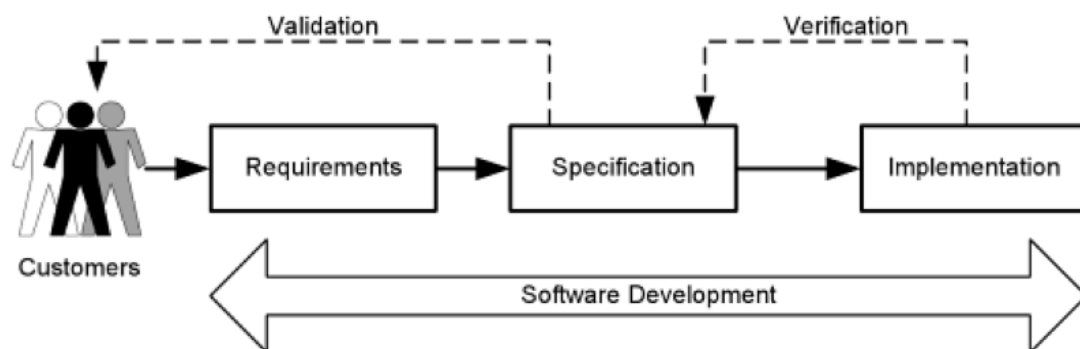 Validation
Verification
Requirements
Specification
Implementation
Customers
Software Development